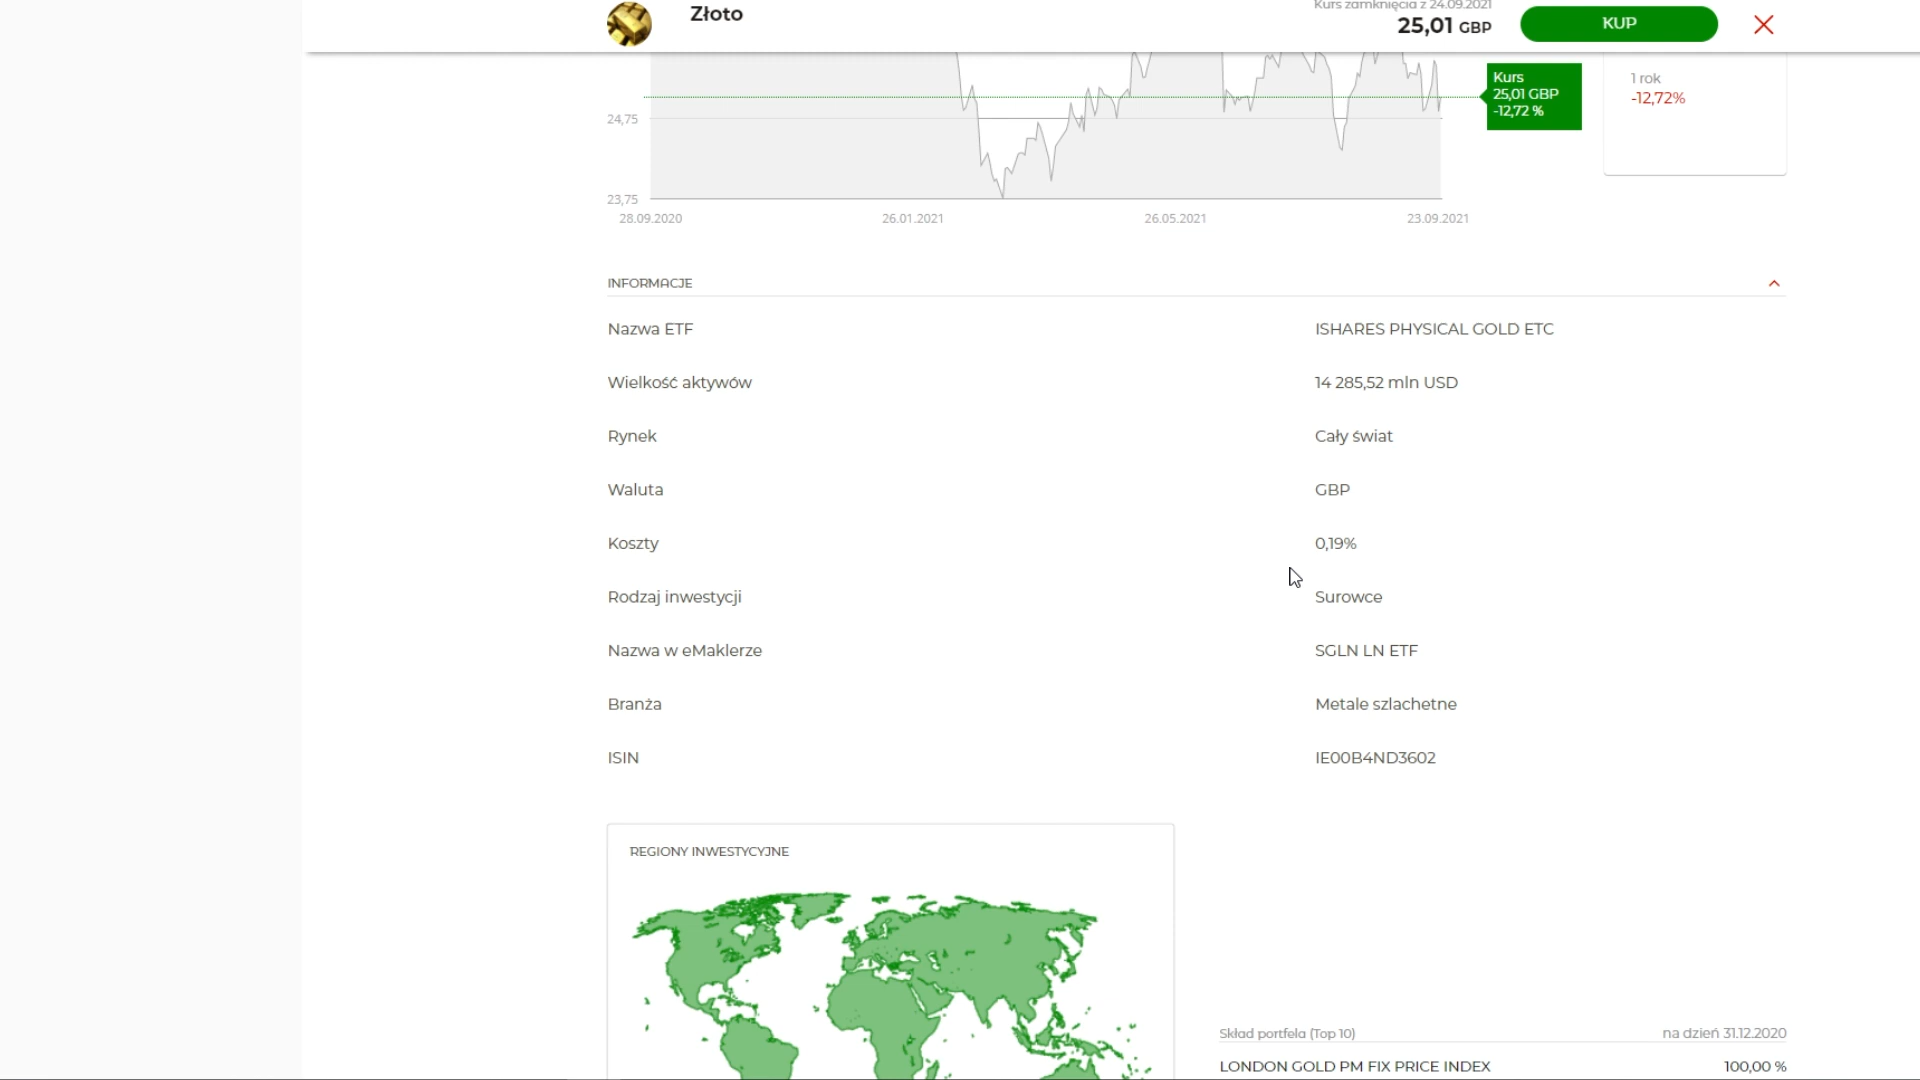 Złoto
Kurs zamknięcia z 24.09.2021
25,01 GBP
KUP
Kurs
25,01 GBP
-12,72 %
1 rok
-12,72%
24,75
23,75
28.09.2020
26.01.2021
26.05.2021
23.09.2021
INFORMACJE
Nazwa ETF
ISHARES PHYSICAL GOLD ETC
Wielkość aktywów
14 285,52 mln USD
Rynek
Cały świat
Waluta
GBP
Koszty
0,19%
Rodzaj inwestycji
Surowce
Nazwa w eMaklerze
SGLN LN ETF
Branża
Metale szlachetne
ISIN
IE00B4ND3602
REGIONY INWESTYCYJNE
Skład portfela (Top 10)
na dzień 31.12.2020
LONDON GOLD PM FIX PRICE INDEX
100,00 %